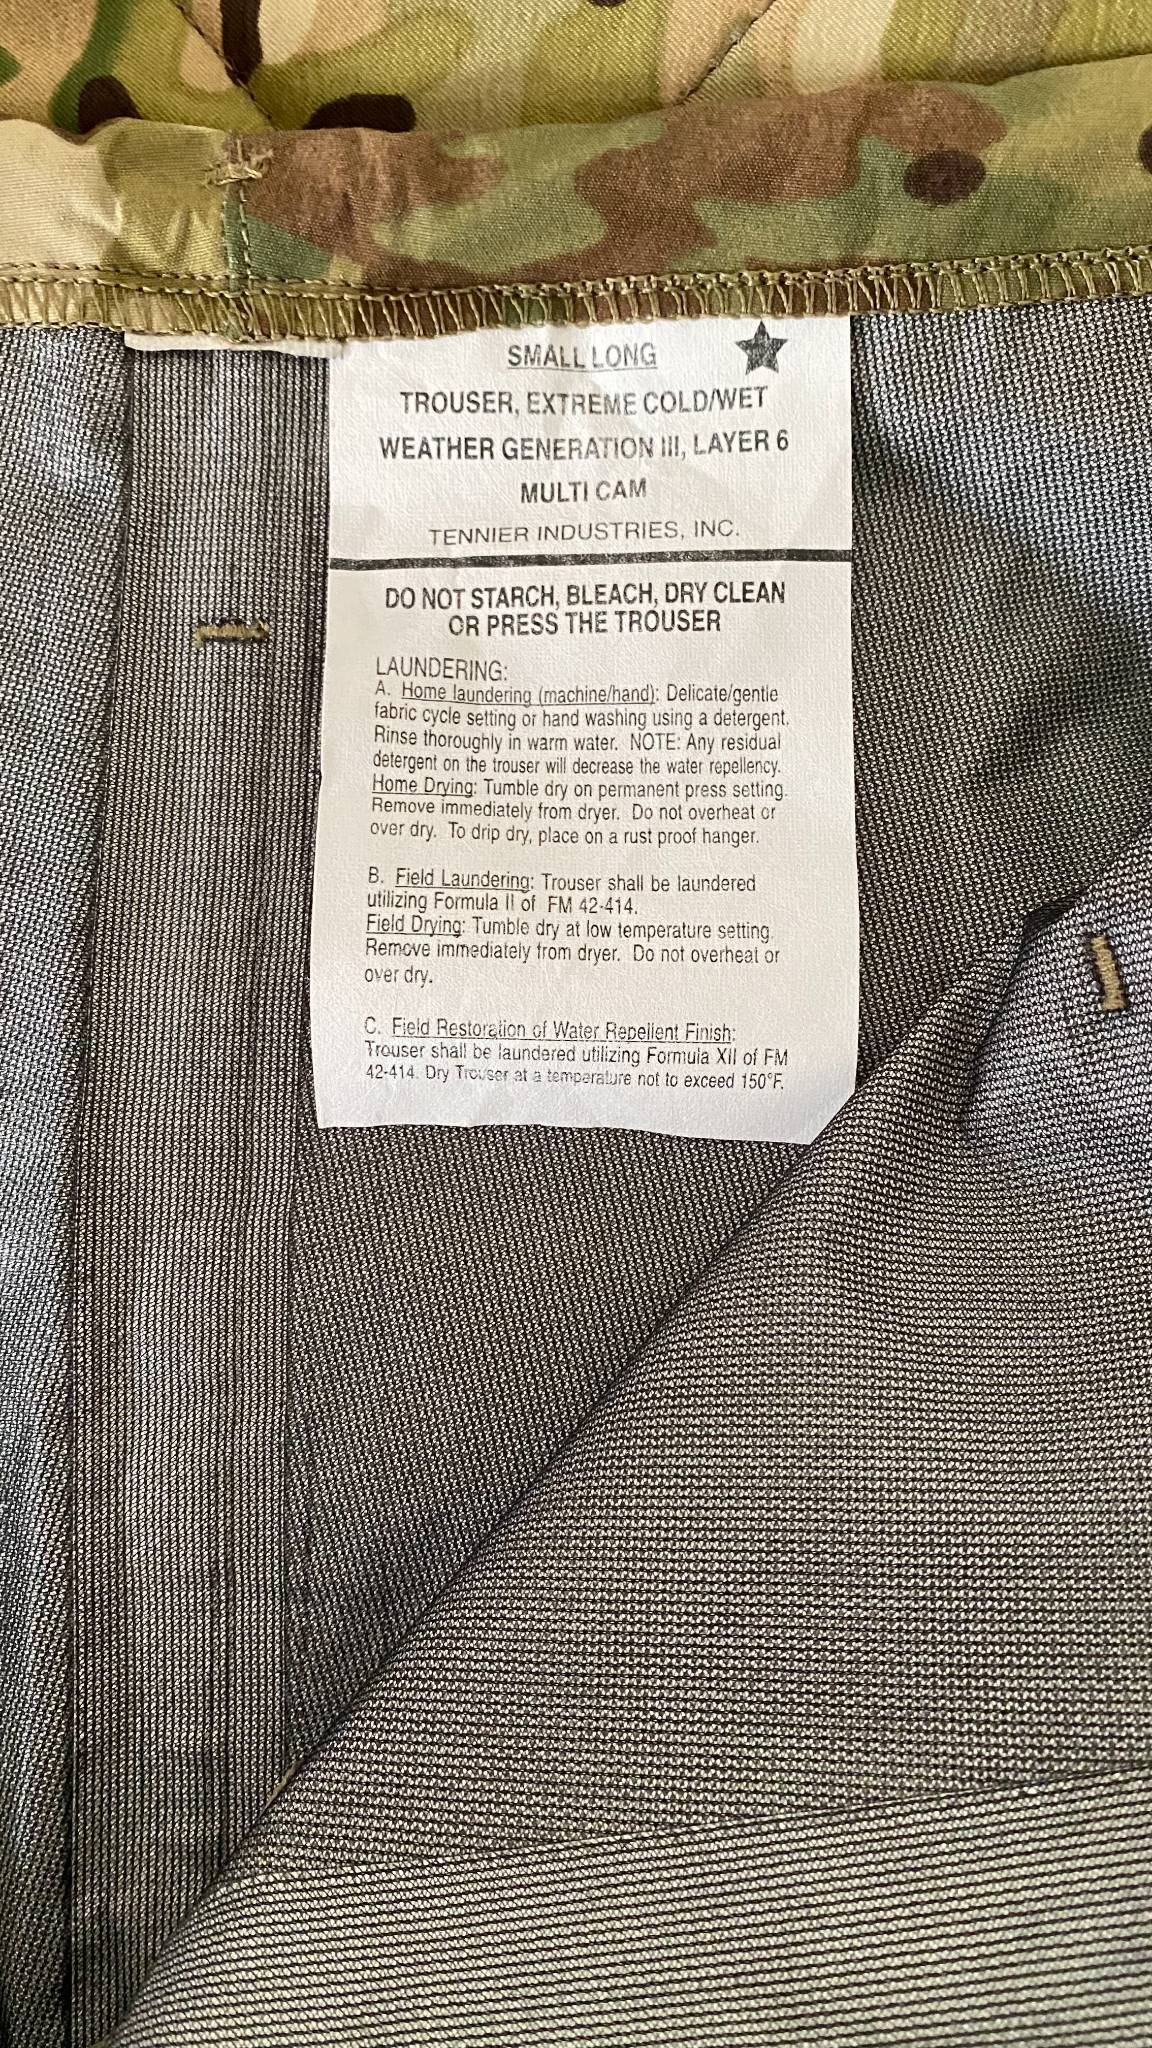 SMALL LONG
TROUSER, EXTREME COLD/WET
WEATHER GENERATION III, LAYER 6
MULTI CAM
TENNIER INDUSTRIES, INC.
DO NOT STARCH, BLEACH, DRY CLEAN
OR PRESS THE TROUSER
LAUNDERING:
A. Home laundering (machine/hand): Delicate/gentle
fabric cycle setting or hand washing using a detergent.
Rinse thoroughly in warm water. NOTE: Any residual
detergent on the trouser will decrease the water repellency.
Home Drying: Tumble dry on permanent press setting.
Remove immediately from dryer. Do not overheat or
over dry. To drip dry, place on a rust proof hanger.
B. Field Laundering: Trouser shall be laundered
utilizing Formula II of FM 42-414.
Field Drying: Tumble dry at low temperature setting.
Remove immediately from dryer. Do not overheat or
over dry.
C. Field Restoration of Water Repellent Finish:
Trouser shall be laundered utilizing Formula XII of FM
42-414. Dry Trouser at a temperature not to exceed 150°F.